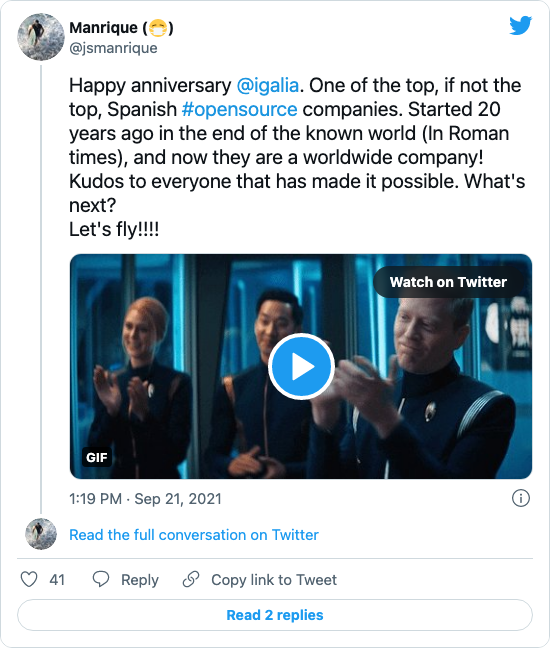 Manrique (😷)
@jsmanrique
Happy anniversary @igalia. One of the top, if not the
top, Spanish #opensource companies. Started 20
years ago in the end of the known world (In Roman
times), and now they are a worldwide company!
Kudos to everyone that has made it possible. What's
next?
Let's fly!!!!
Watch on Twitter
GIF
1:19 PM · Sep 21, 2021
Read the full conversation on Twitter
41 Reply Copy link to Tweet
Read 2 replies